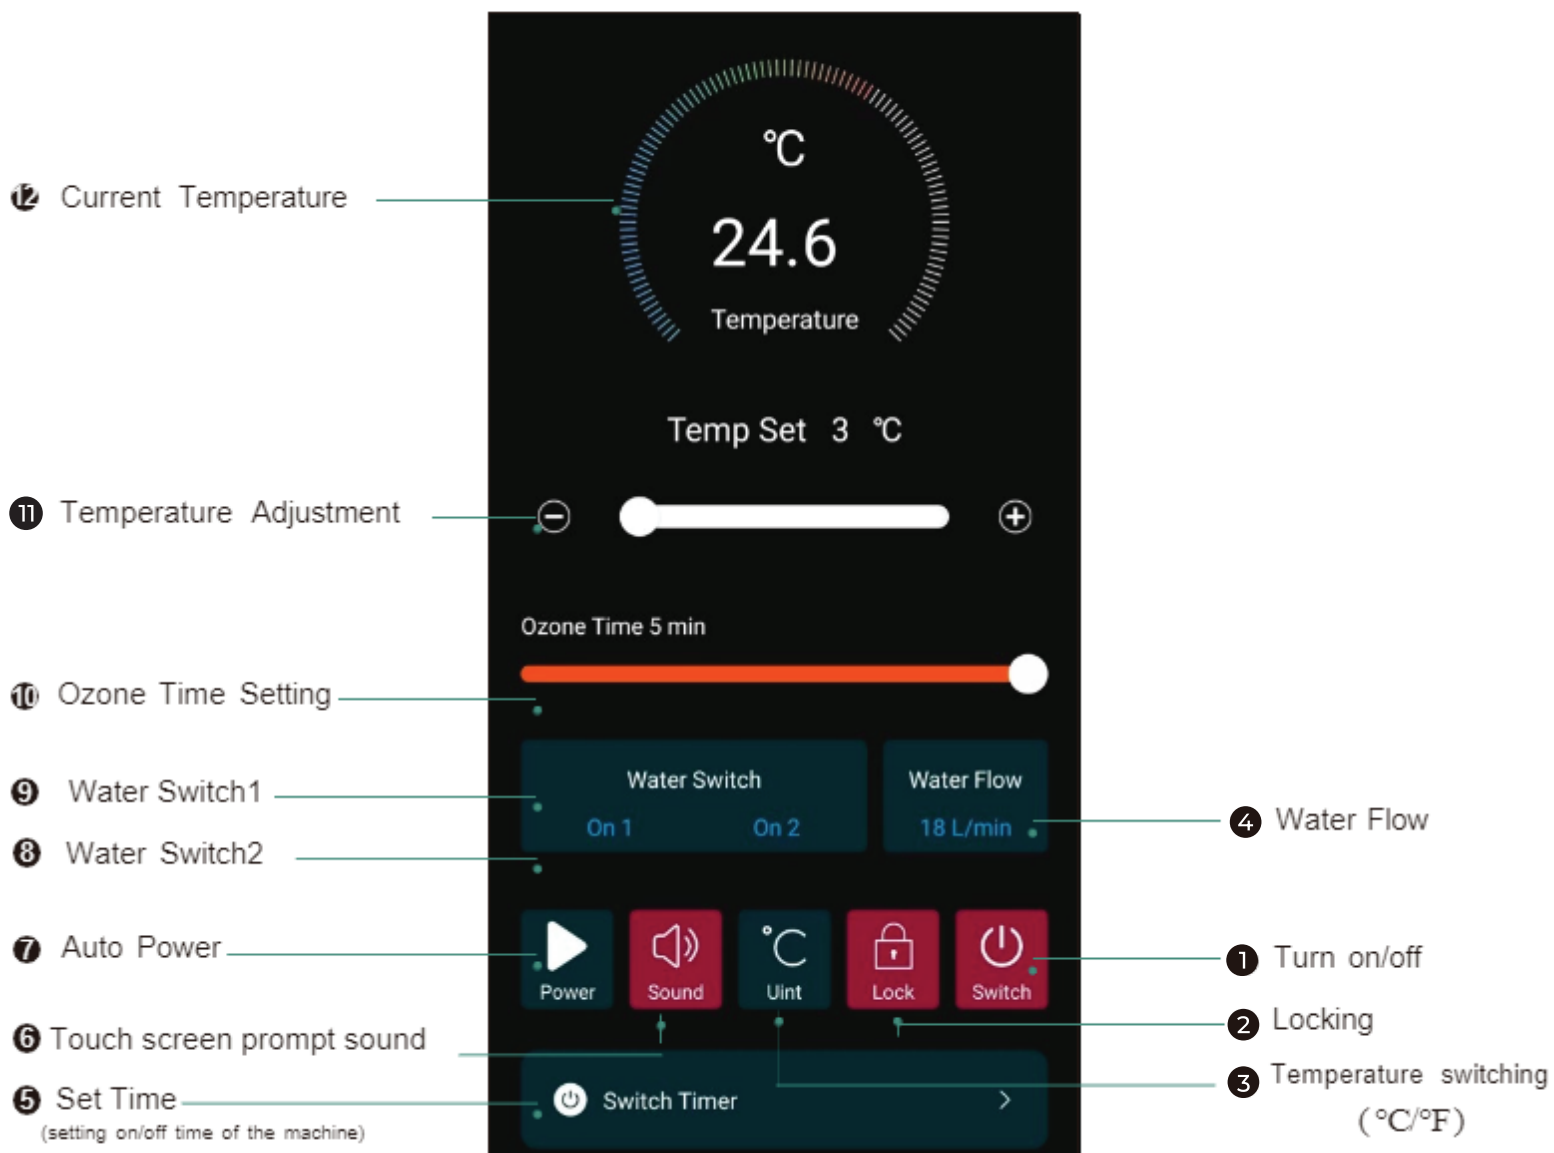 ℃
24.6
Temperature
⓬ Current Temperature
Temp Set 3 ℃
⓫ Temperature Adjustment
Ozone Time 5 min
❿ Ozone Time Setting
Water Switch
On 1 On 2
Water Flow
18 L/min
❾ Water Switch1
❽ Water Switch2
❹ Water Flow
❼ Auto Power
Power
Sound
°C
Uint
Lock
Switch
❶ Turn on/off
❷ Locking
❻ Touch screen prompt sound
❸ Temperature switching
(°C/°F)
❺ Set Time
(setting on/off time of the machine)
Switch Timer